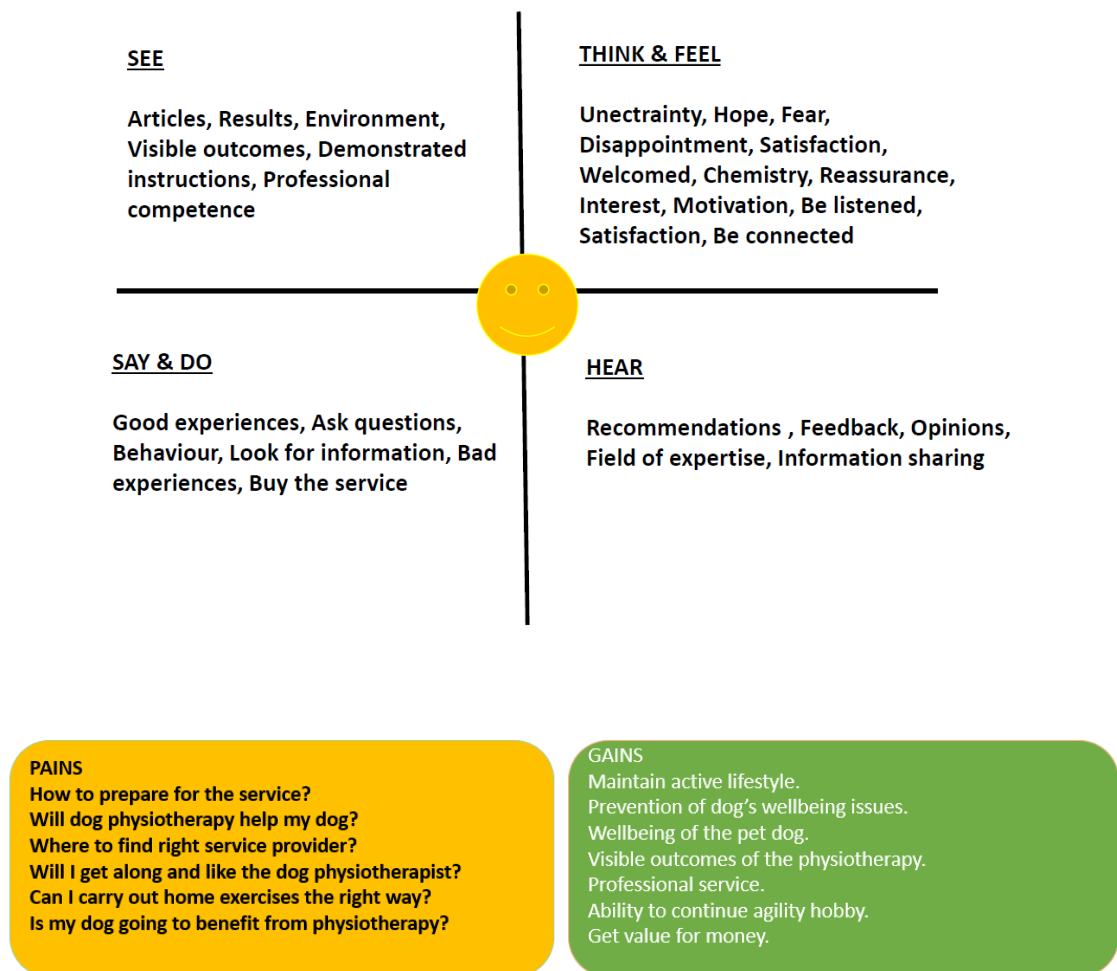 SEE
Articles, Results, Environment,
Visible outcomes, Demonstrated
instructions, Professional
competence
THINK & FEEL
Unectrainty, Hope, Fear,
Disappointment, Satisfaction,
Welcomed, Chemistry, Reassurance,
Interest, Motivation, Be listened,
Satisfaction, Be connected
SAY & DO
Good experiences, Ask questions,
Behaviour, Look for information, Bad
experiences, Buy the service
HEAR
Recommendations , Feedback, Opinions,
Field of expertise, Information sharing
PAINS
How to prepare for the service?
Will dog physiotherapy help my dog?
Where to find right service provider?
Will I get along and like the dog physiotherapist?
Can I carry out home exercises the right way?
Is my dog going to benefit from physiotherapy?
GAINS
Maintain active lifestyle.
Prevention of dog’s wellbeing issues.
Wellbeing of the pet dog.
Visible outcomes of the physiotherapy.
Professional service.
Ability to continue agility hobby.
Get value for money.